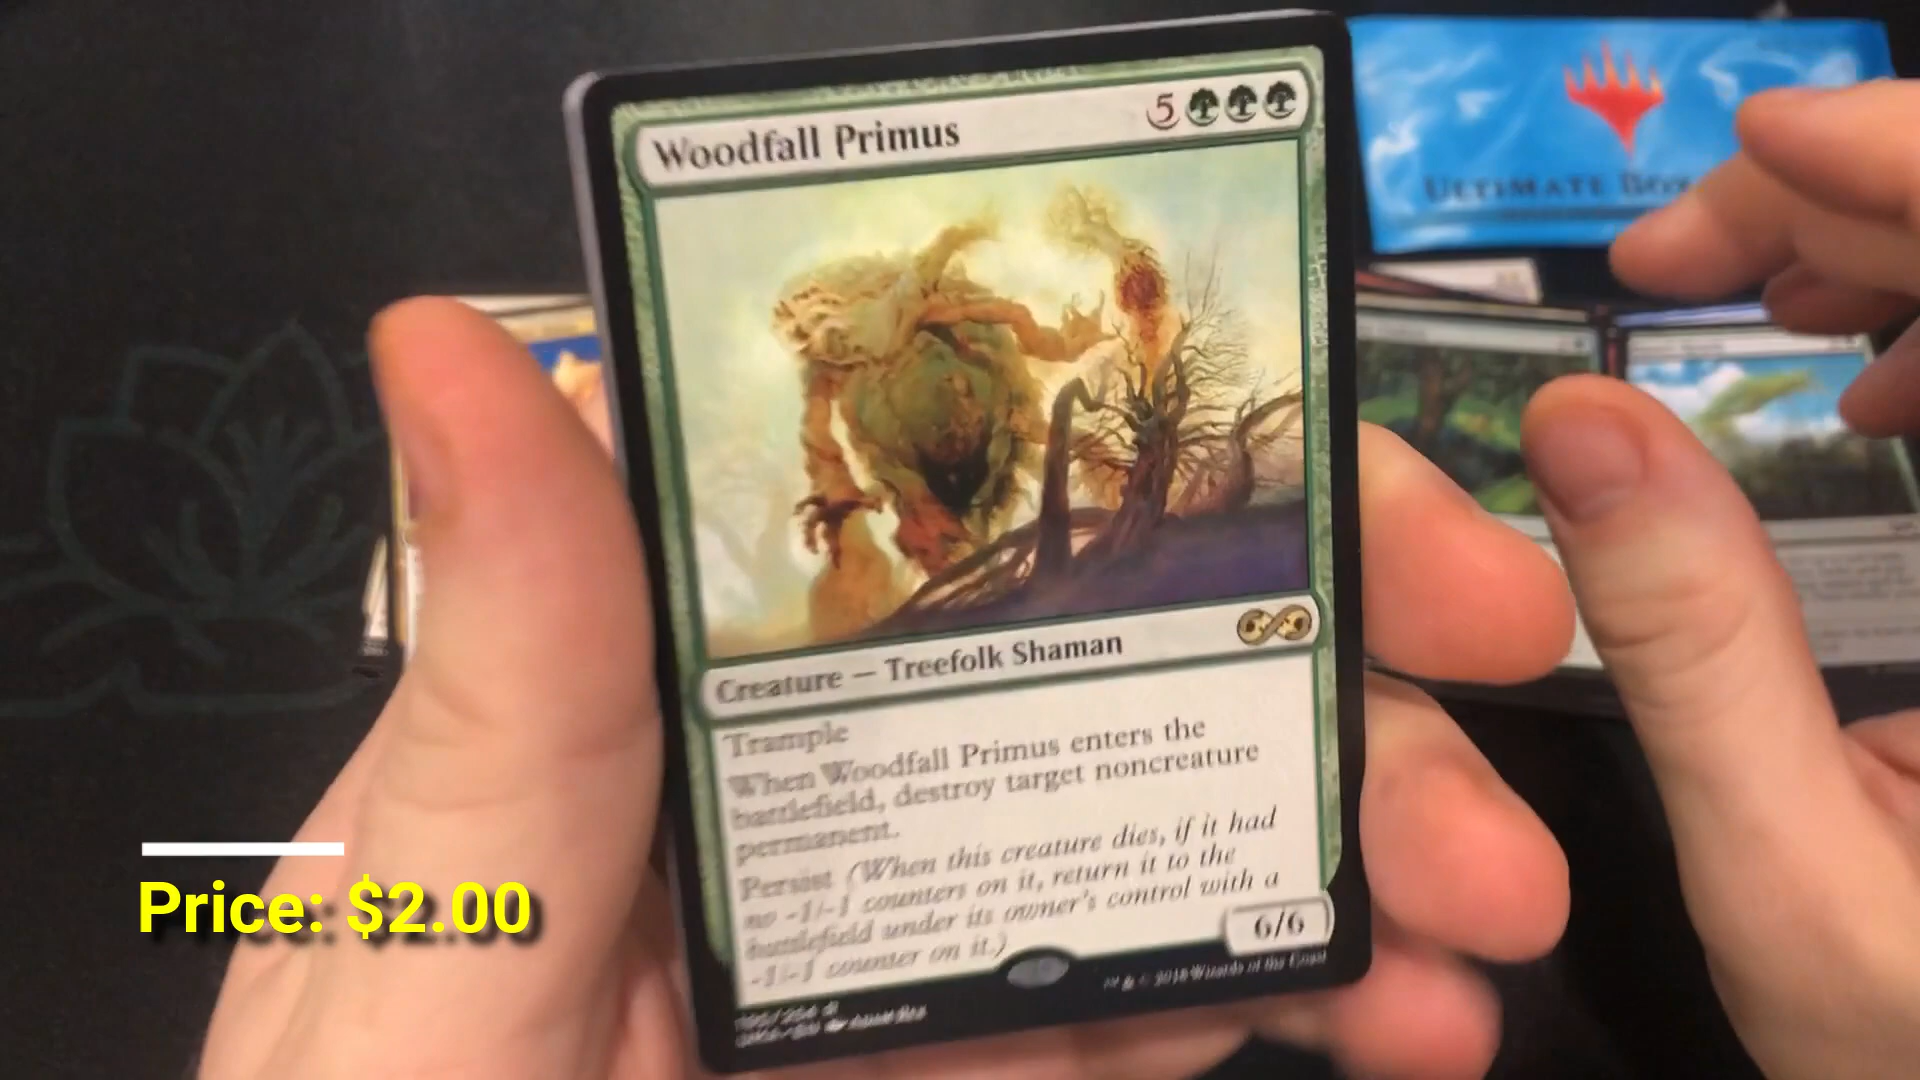 Woodfall Primus
5
ULTIMATE BOX
Creature — Treefolk Shaman
Trample
When Woodfall Primus enters the
battlefield, destroy target noncreature
permanent.
Persist (When this creature dies, if it had
no -1/-1 counters on it, return it to the
battlefield under its owner's control with a
-1/-1 counter on it.)
6/6
™ & © 2018 Wizards of the Coast
Price: $2.00